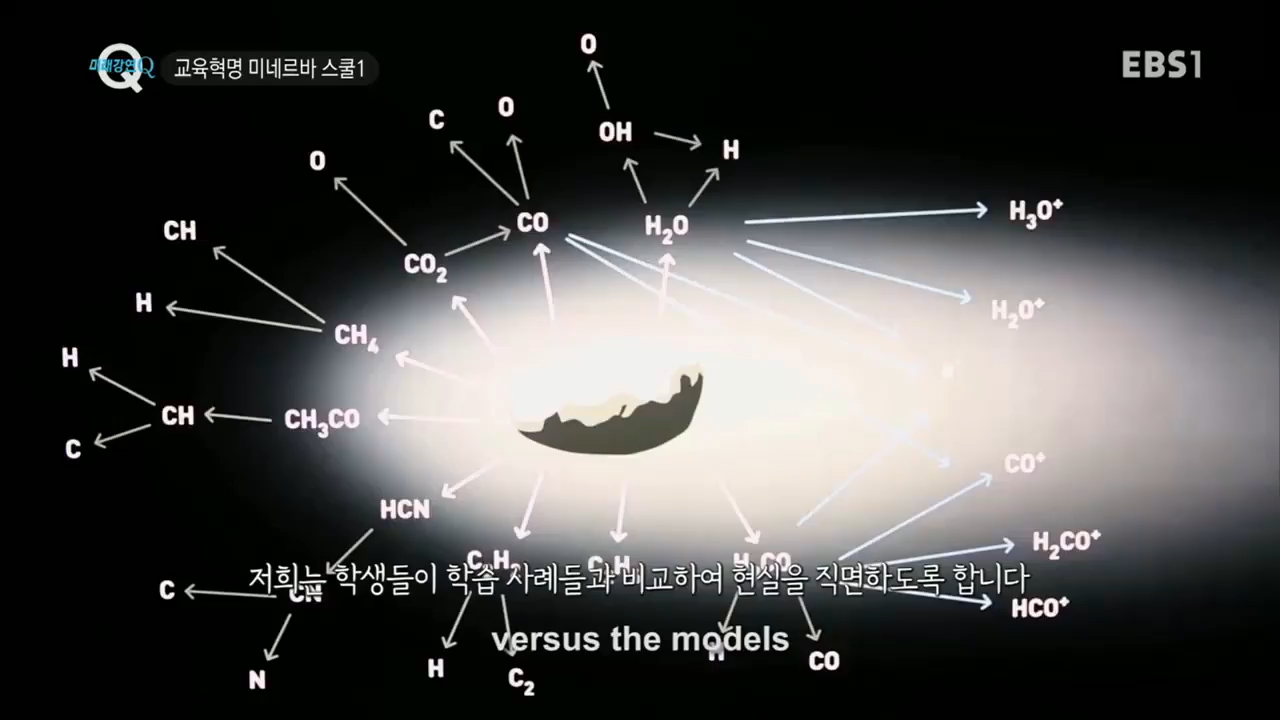 미래강연Q
교육혁명 미네르바 스쿨1
EBS1
O
C
O
OH
H
O
CO
H₂O
H₃O⁺
CH
CO₂
H
CH₄
H₂O⁺
H
CH
CH₃CO
C
CO⁺
HCN
H₂CO⁺
H₂CO
저희는 학생들이 학습 사례들과 비교하여 현실을 직면하도록 합니다
C
CN
HCO⁺
versus the models
H
H
CO
N
C₂